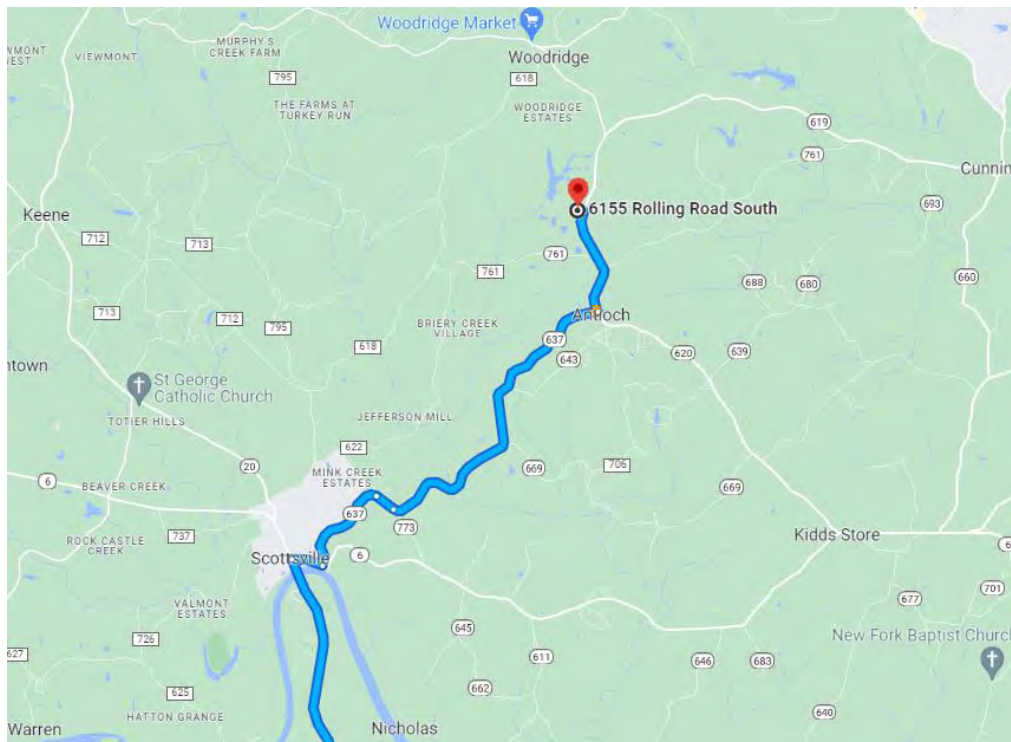 Woodridge Market
MURPHY S
CREEK FARM
VIEWMONT
Woodridge
795
618
THE FARMS AT
TURKEY RUN
WOODRIDGE
ESTATES
619
761
Cunnin
693
6155 Rolling Road South
Keene
712
713
761
761
660
688
680
713
712
795
Antioch
BRIERY CREEK
VILLAGE
637
618
643
620
639
ntown
St George
Catholic Church
TOTIER HILLS
JEFFERSON MILL
622
20
MINK CREEK
ESTATES
669
706
6
BEAVER CREEK
669
637
773
ROCK CASTLE
CREEK
737
Kidds Store
6
Scottsville
6
VALMONT
ESTATES
677
701
726
645
New Fork Baptist Church
627
611
646
683
625
662
HATTON GRANGE
640
Warren
Nicholas